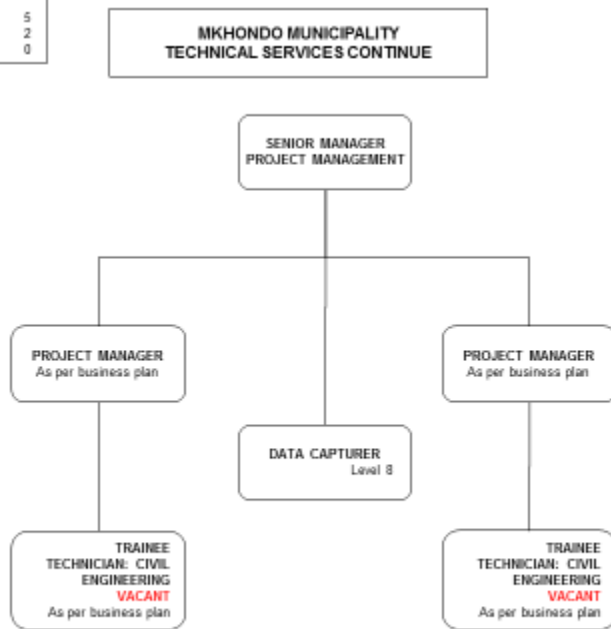 5
2
0
MKHONDO MUNICIPALITY
TECHNICAL SERVICES CONTINUE
SENIOR MANAGER
PROJECT MANAGEMENT
PROJECT MANAGER
As per business plan
PROJECT MANAGER
As per business plan
DATA CAPTURER
Level 8
TRAINEE
TECHNICIAN: CIVIL
ENGINEERING
VACANT
As per business plan
TRAINEE
TECHNICIAN: CIVIL
ENGINEERING
VACANT
As per business plan